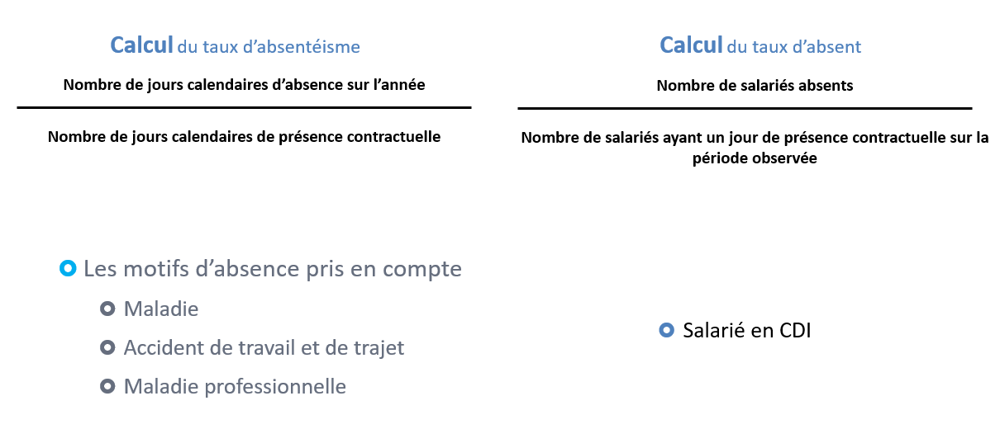 Calcul du taux d’absentéisme
Nombre de jours calendaires d’absence sur l’année
Nombre de jours calendaires de présence contractuelle
Calcul du taux d’absent
Nombre de salariés absents
Nombre de salariés ayant un jour de présence contractuelle sur la
période observée
Les motifs d’absence pris en compte
Maladie
Accident de travail et de trajet
Maladie professionnelle
Salarié en CDI